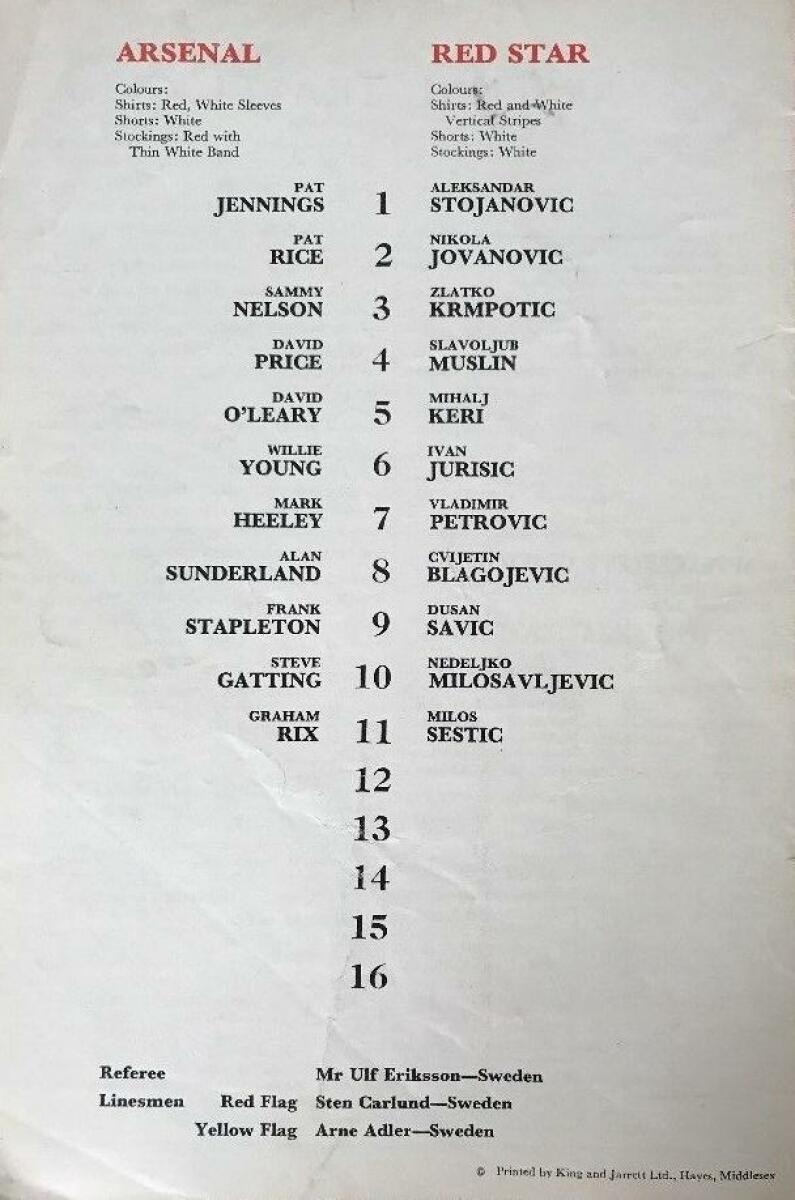 ARSENAL RED STAR
Colours: Colours:
Shirts: Red, White Sleeves Shirts: Red and White
Shorts: White Vertical Stripes
Stockings: Red with Shorts: White
Thin White Band Stockings: White
PAT ALEKSANDAR
JENNINGS 1 STOJANOVIC
PAT NIKOLA
RICE 2 JOVANOVIC
SAMMY ZLATKO
NELSON 3 KRMPOTIC
DAVID SLAVOLJUB
PRICE 4 MUSLIN
DAVID MIHALJ
O'LEARY 5 KERI
WILLIE IVAN
YOUNG 6 JURISIC
MARK VLADIMIR
HEELEY 7 PETROVIC
ALAN CVIJETIN
SUNDERLAND 8 BLAGOJEVIC
FRANK DUSAN
STAPLETON 9 SAVIC
STEVE NEDELJKO
GATTING 10 MILOSAVLJEVIC
GRAHAM MILOS
RIX 11 SESTIC
12
13
14
15
16
Referee Mr Ulf Eriksson—Sweden
Linesmen Red Flag Sten Carlund—Sweden
Yellow Flag Arne Adler—Sweden
© Printed by King and Jarrett Ltd., Hayes, Middlesex